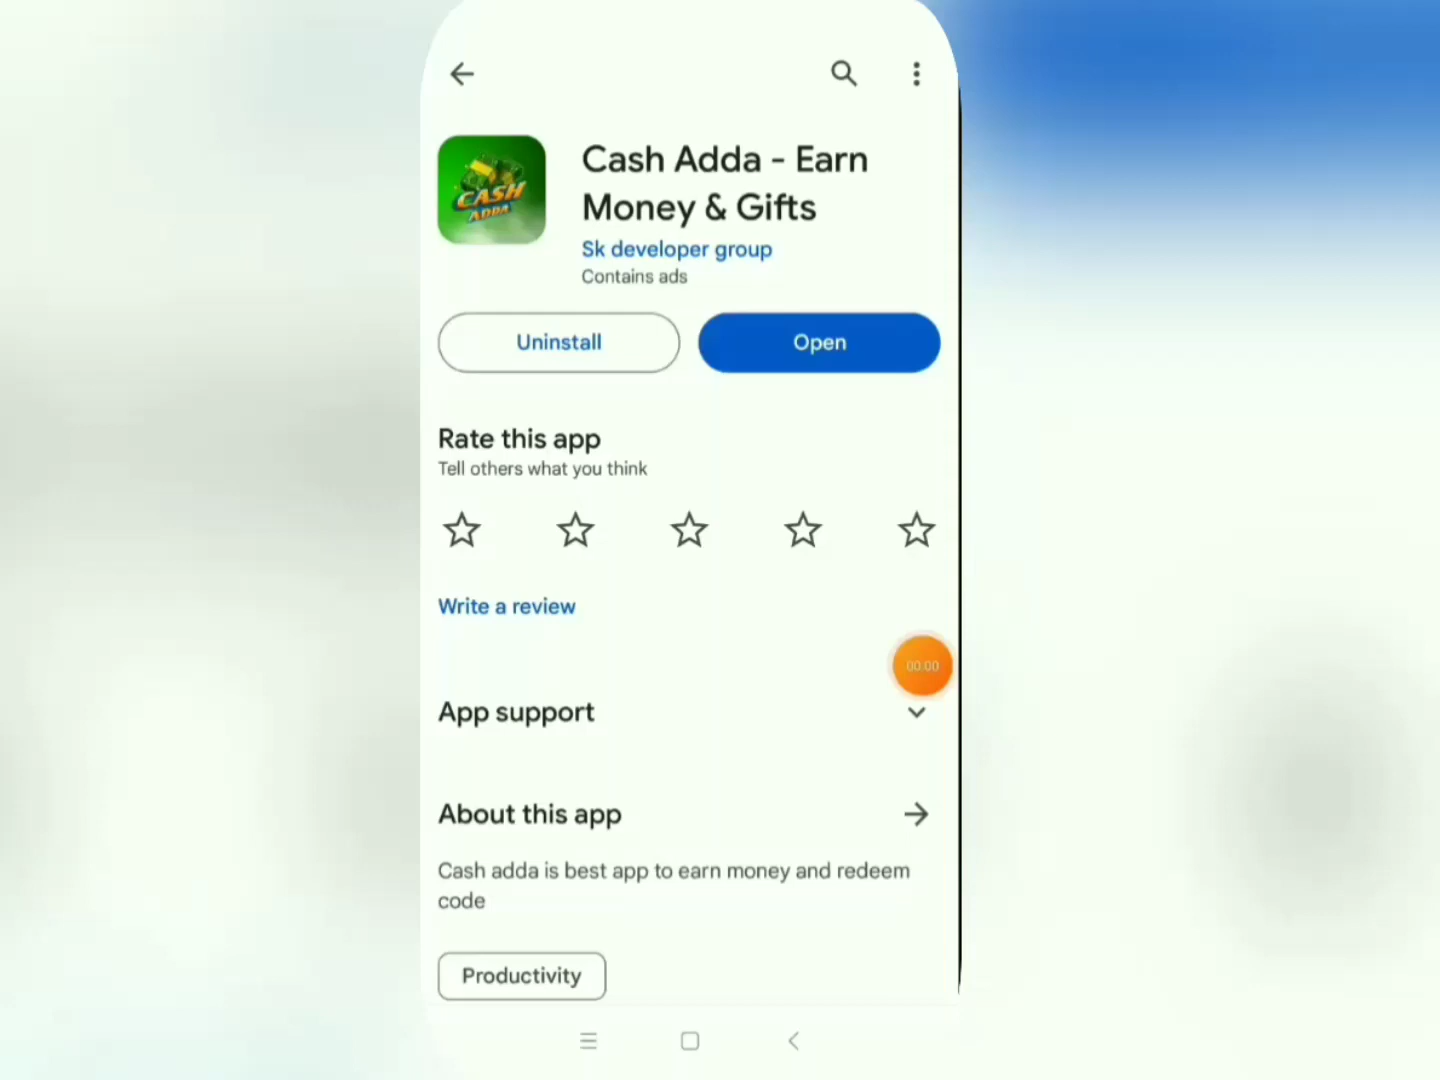 CASH
ADDA
Cash Adda - Earn
Money & Gifts
Sk developer group
Contains ads
Uninstall
Open
Rate this app
Tell others what you think
Write a review
00:00
App support
About this app
Cash adda is best app to earn money and redeem
code
Productivity